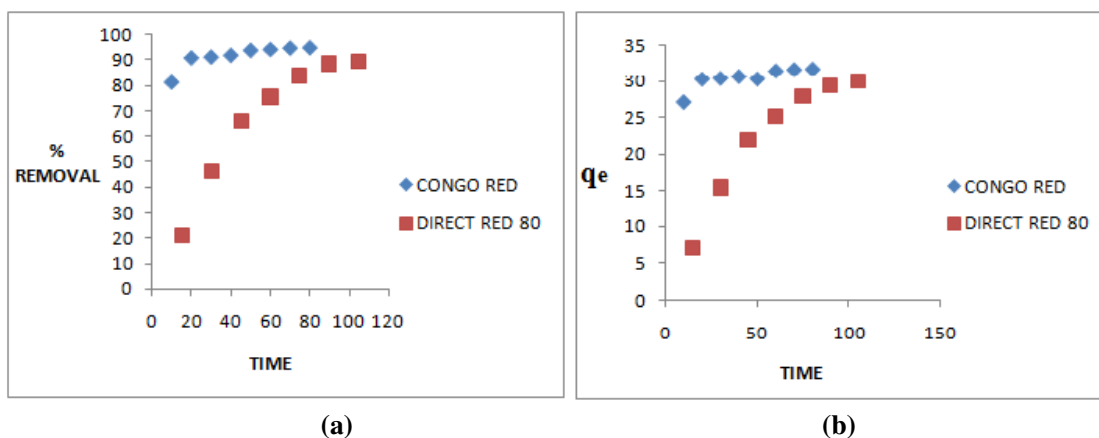 100
90
80
70
60
50
40
30
20
10
0
%
REMOVAL
0 20 40 60 80 100 120
TIME
CONGO RED
DIRECT RED 80
(a)
35
30
25
20
15
10
5
0
qe
0 50 100 150
TIME
CONGO RED
DIRECT RED 80
(b)